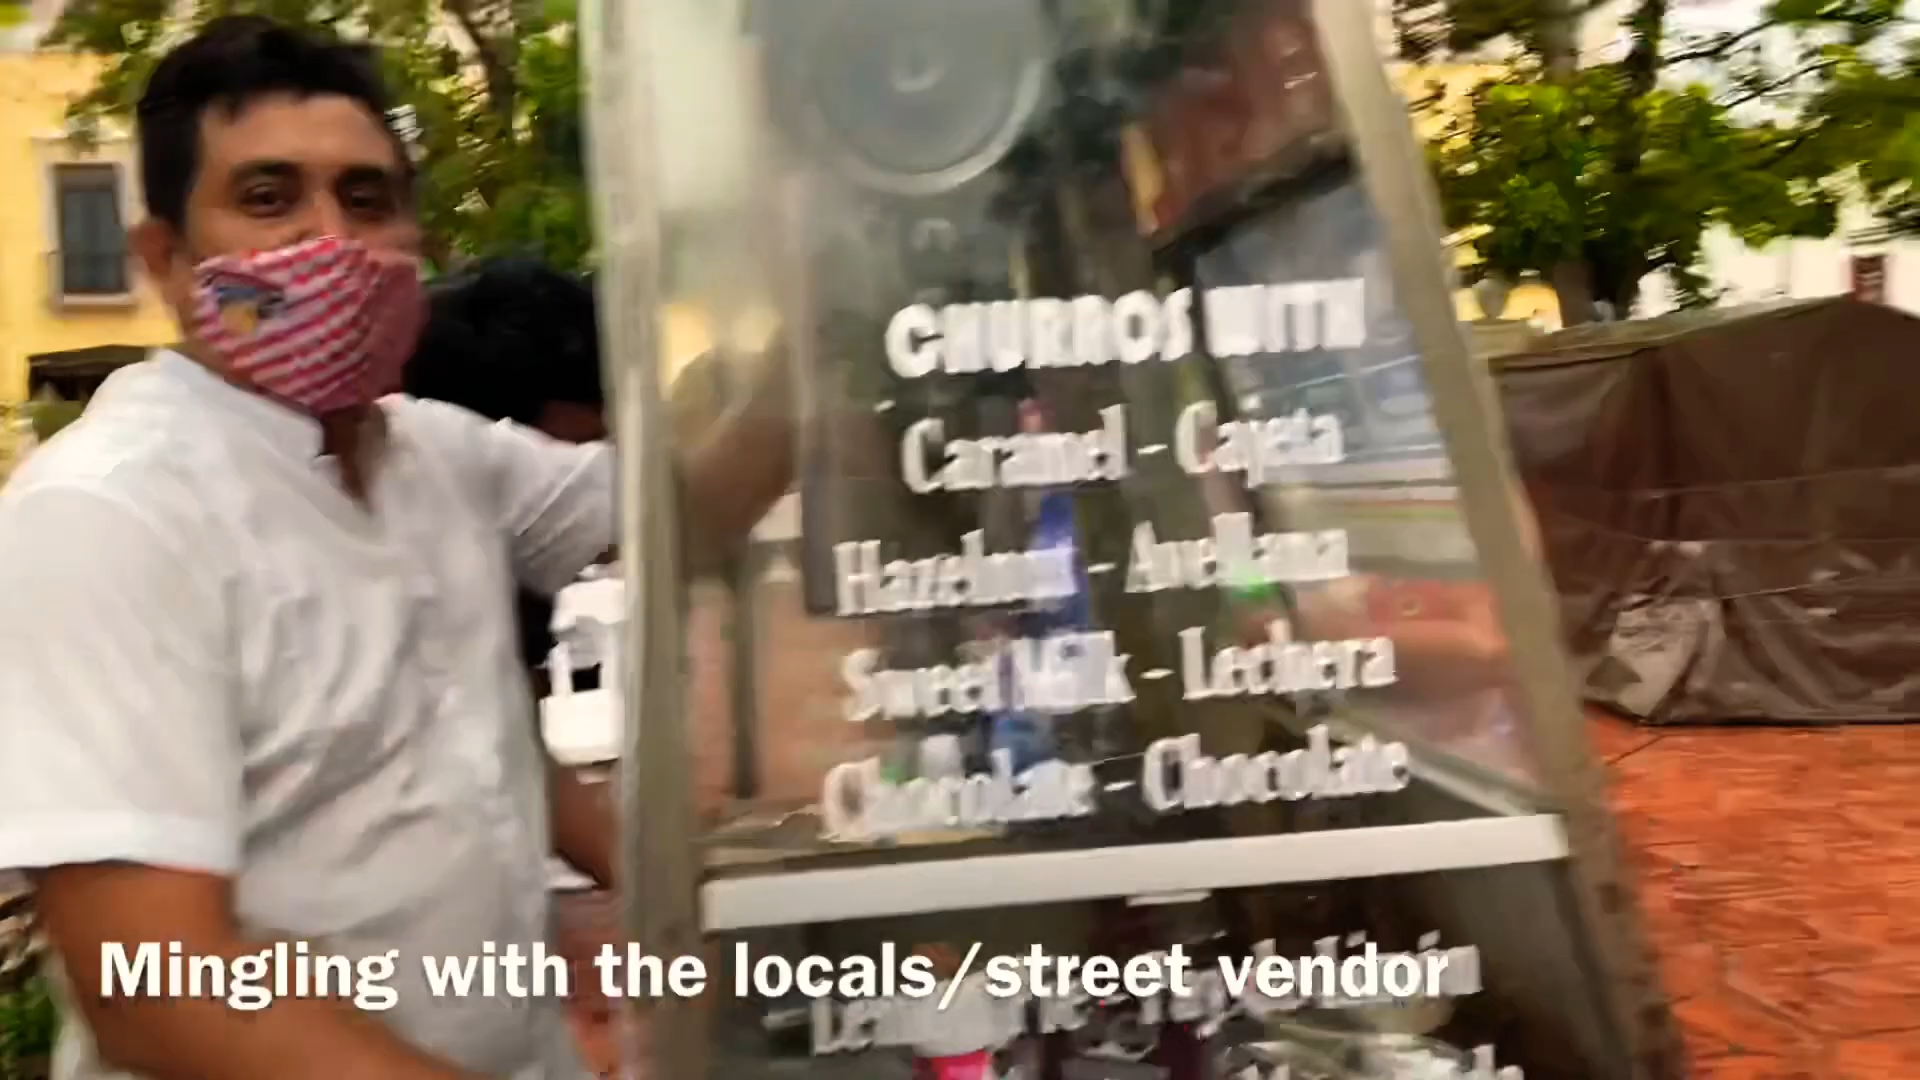 CHURROS WITH
Caramel - Cajeta
Hazelnut - Avellana
Sweet Milk - Lechera
Chocolate - Chocolate
Mingling with the locals/street vendor